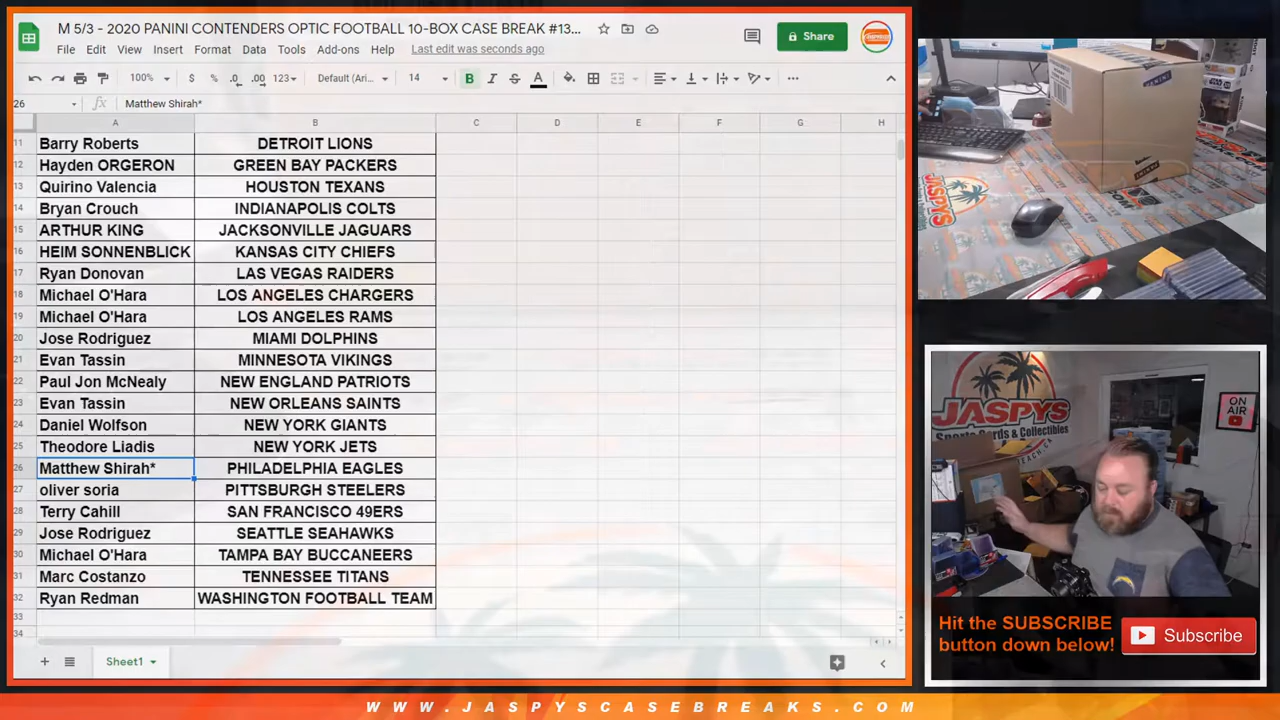 M 5/3 - 2020 PANINI CONTENDERS OPTIC FOOTBALL 10-BOX CASE BREAK #13...
Share
File Edit View Insert Format Data Tools Add-ons Help Last edit was seconds ago
100% $ % .0 .00 123 Default (Ari... 14 B I S A
26 fx Matthew Shirah*
A B C D E F G H
11 Barry Roberts DETROIT LIONS
12 Hayden ORGERON GREEN BAY PACKERS
13 Quirino Valencia HOUSTON TEXANS
14 Bryan Crouch INDIANAPOLIS COLTS
15 ARTHUR KING JACKSONVILLE JAGUARS
16 HEIM SONNENBLICK KANSAS CITY CHIEFS
17 Ryan Donovan LAS VEGAS RAIDERS
18 Michael O'Hara LOS ANGELES CHARGERS
19 Michael O'Hara LOS ANGELES RAMS
20 Jose Rodriguez MIAMI DOLPHINS
21 Evan Tassin MINNESOTA VIKINGS
22 Paul Jon McNealy NEW ENGLAND PATRIOTS
23 Evan Tassin NEW ORLEANS SAINTS
24 Daniel Wolfson NEW YORK GIANTS
25 Theodore Liadis NEW YORK JETS
26 Matthew Shirah* PHILADELPHIA EAGLES
27 oliver soria PITTSBURGH STEELERS
28 Terry Cahill SAN FRANCISCO 49ERS
29 Jose Rodriguez SEATTLE SEAHAWKS
30 Michael O'Hara TAMPA BAY BUCCANEERS
31 Marc Costanzo TENNESSEE TITANS
32 Ryan Redman WASHINGTON FOOTBALL TEAM
33
34
Sheet1
PANINI
JASPYS
JASPYS
Sports Cards & Collectibles
ON
AIR
Hit the SUBSCRIBE
button down below!
Subscribe
WWW.JASPYSCASEBREAKS.COM